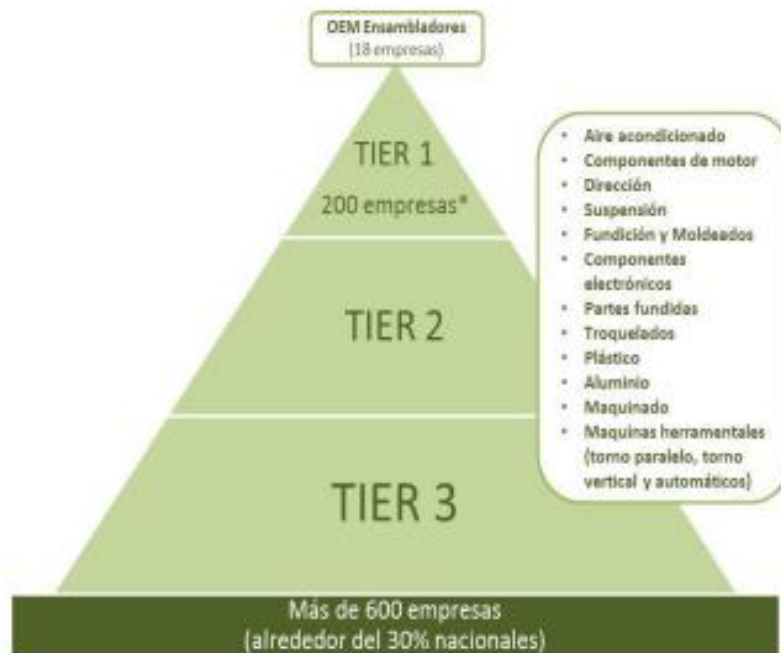 OEM Ensambladores
(18 empresas)
TIER 1
200 empresas*
TIER 2
TIER 3
• Aire acondicionado
• Componentes de motor
• Dirección
• Suspensión
• Fundición y Moldeados
• Componentes
electrónicos
• Partes fundidas
• Troquelados
• Plástico
• Aluminio
• Maquinado
• Maquinas herramentales
(torno paralelo, torno
vertical y automáticos)
Más de 600 empresas
(alrededor del 30% nacionales)